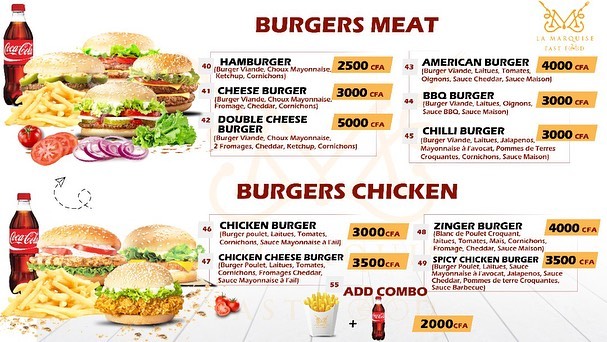 BURGERS MEAT
LA MARQUISE
FAST FOOD
Coca-Cola
40 HAMBURGER
(Burger Viande, Choux Mayonnaise,
Ketchup, Cornichons)
2500 CFA
41 CHEESE BURGER
(Burger Viande, Choux Mayonnaise,
Fromage, Cheddar, Cornichons)
3000 CFA
42 DOUBLE CHEESE
BURGER
(Burger Viande, Choux Mayonnaise,
2 Fromages, Cheddar, Ketchup, Cornichons)
5000 CFA
43 AMERICAN BURGER
(Burger Viande, Laitues, Tomates,
Oignons, Sauce Cheddar, Sauce Maison)
4000 CFA
44 BBQ BURGER
(Burger Viande, Laitues, Oignons,
Sauce BBQ, Sauce Maison)
3000 CFA
45 CHILLI BURGER
(Burger Viande, Laitues, Jalapenos,
Mayonnaise à l'avocat, Pommes de Terres
Croquantes, Cornichons, Sauce Maison)
3000 CFA
BURGERS CHICKEN
Coca-Cola
46 CHICKEN BURGER
(Burger poulet, Laitues, Tomates,
Cornichons, Sauce Mayonnaise à l'ail)
3000CFA
47 CHICKEN CHEESE BURGER
(Burger Poulet, Laitues, Tomates,
Cornichons, Fromages Cheddar,
Sauce Mayonnaise à l'ail)
3500CFA
48 ZINGER BURGER
(Blanc de Poulet Croquant,
laitues, Tomates, Maïs, Cornichons,
Fromage, Cheddar, Sauce Maison)
4000 CFA
49 SPICY CHICKEN BURGER
(Burger Poulet, Laitues, Sauce
Mayonnaise à l'avocat, Jalapenos, Sauce
Cheddar, Pommes de terre Croquantes,
Sauce Barbecue)
3500 CFA
55 ADD COMBO
+
2000CFA